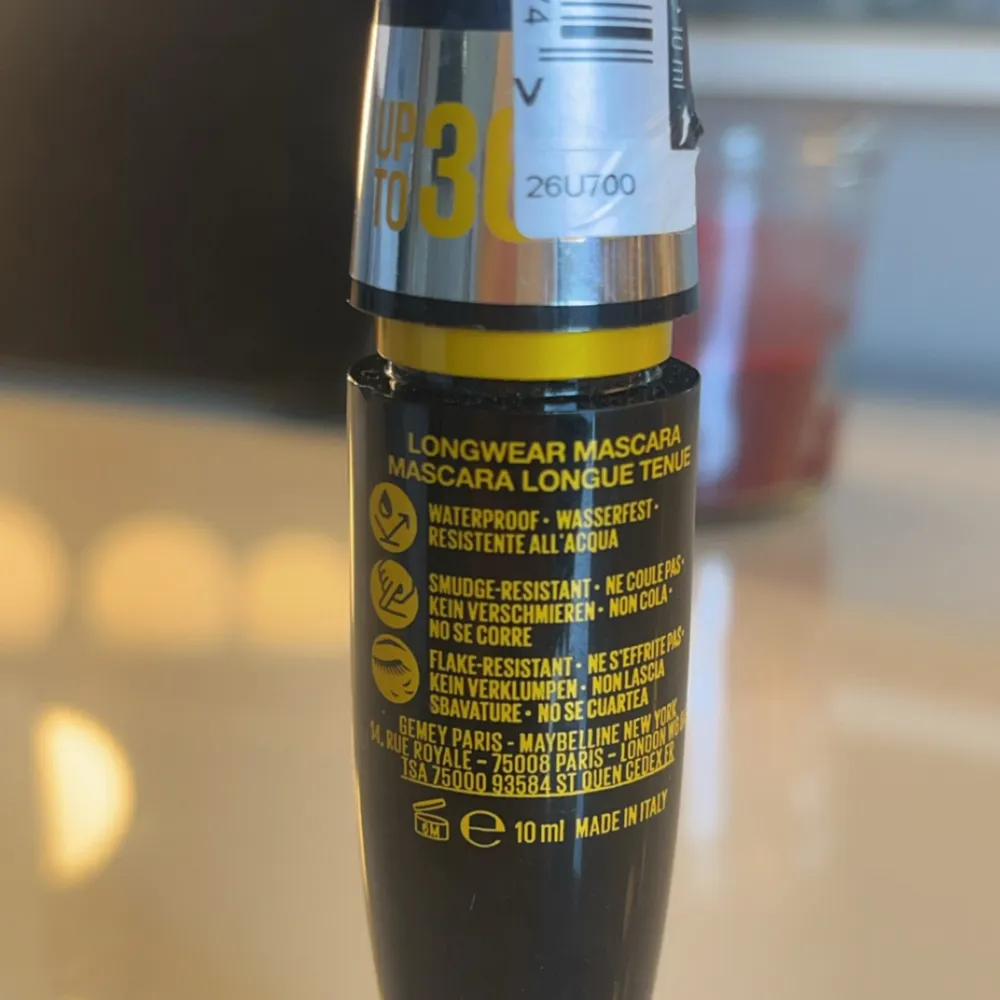 10 ml
74
V
UP
TO
26U700
LONGWEAR MASCARA
MASCARA LONGUE TENUE
WATERPROOF · WASSERFEST ·
RESISTENTE ALL'ACQUA
SMUDGE-RESISTANT · NE COULE PAS ·
KEIN VERSCHMIEREN · NON COLA ·
NO SE CORRE
FLAKE-RESISTANT · NE S'EFFRITE PAS ·
KEIN VERKLUMPEN · NON LASCIA
SBAVATURE · NO SE CUARTEA
GEMEY PARIS - MAYBELLINE NEW YORK
14, RUE ROYALE - 75008 PARIS - LONDON
TSA 75000 93584 ST OUEN CEDEX FR
6M e 10 ml MADE IN ITALY